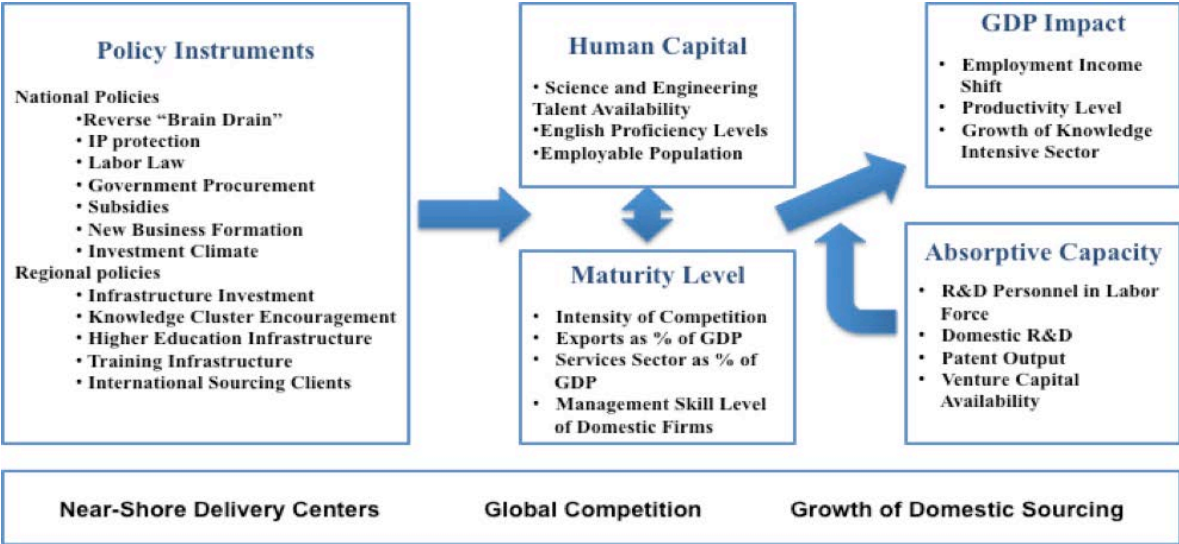 Policy Instruments
National Policies
•Reverse “Brain Drain”
• IP protection
• Labor Law
• Government Procurement
• Subsidies
• New Business Formation
• Investment Climate
Regional policies
• Infrastructure Investment
• Knowledge Cluster Encouragement
• Higher Education Infrastructure
• Training Infrastructure
• International Sourcing Clients
Human Capital
• Science and Engineering
Talent Availability
•English Proficiency Levels
•Employable Population
Maturity Level
• Intensity of Competition
• Exports as % of GDP
• Services Sector as % of
GDP
• Management Skill Level
of Domestic Firms
GDP Impact
• Employment Income
Shift
• Productivity Level
• Growth of Knowledge
Intensive Sector
Absorptive Capacity
• R&D Personnel in Labor
Force
• Domestic R&D
• Patent Output
• Venture Capital
Availability
Near-Shore Delivery Centers
Global Competition
Growth of Domestic Sourcing